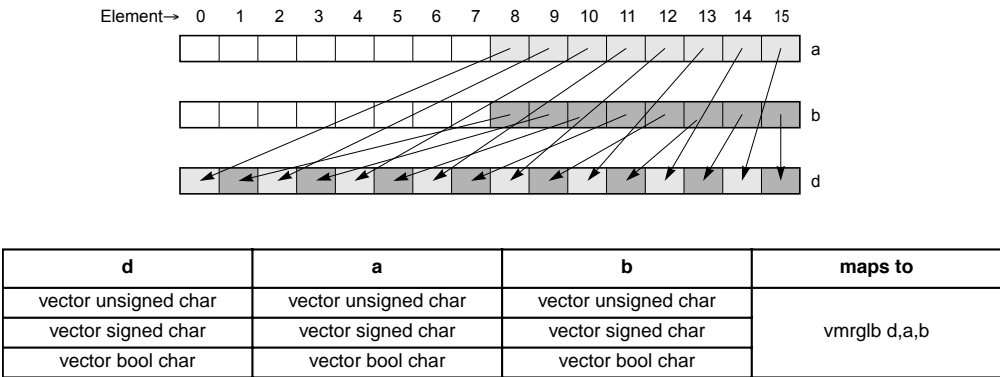 Element→ 0 1 2 3 4 5 6 7 8 9 10 11 12 13 14 15
a
b
d
d a b maps to
vector unsigned char vector unsigned char vector unsigned char
vector signed char vector signed char vector signed char vmrglb d,a,b
vector bool char vector bool char vector bool char